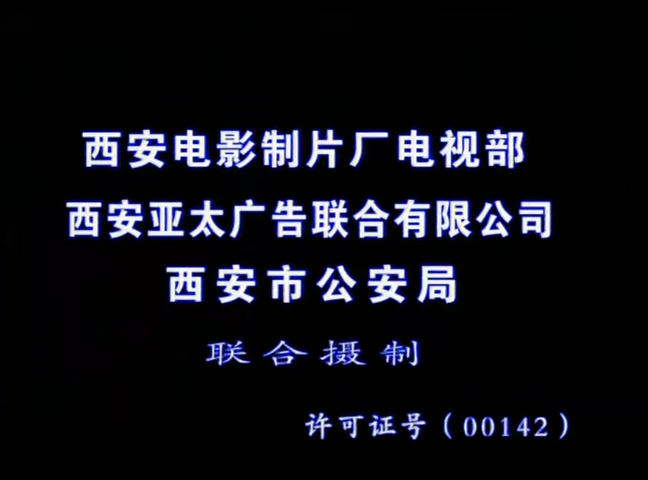 西安电影制片厂电视部
西安亚太广告联合有限公司
西安市公安局
联合摄制
许可证号（00142）